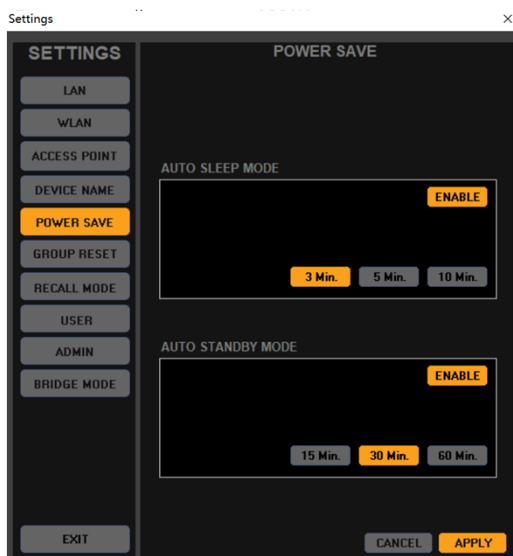 Settings
SETTINGS
LAN
WLAN
ACCESS POINT
DEVICE NAME
POWER SAVE
GROUP RESET
RECALL MODE
USER
ADMIN
BRIDGE MODE
EXIT
POWER SAVE
AUTO SLEEP MODE
ENABLE
3 Min. 5 Min. 10 Min.
AUTO STANDBY MODE
ENABLE
15 Min. 30 Min. 60 Min.
CANCEL APPLY